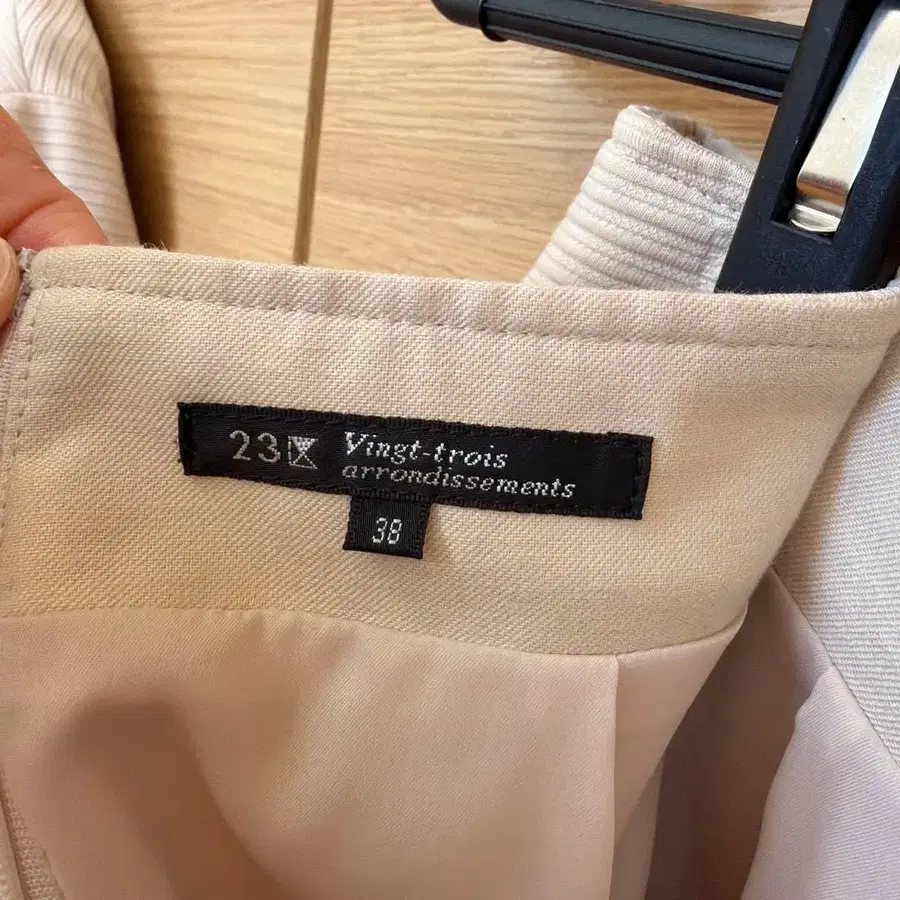 23区 Vingt-trois
arrondissements
38